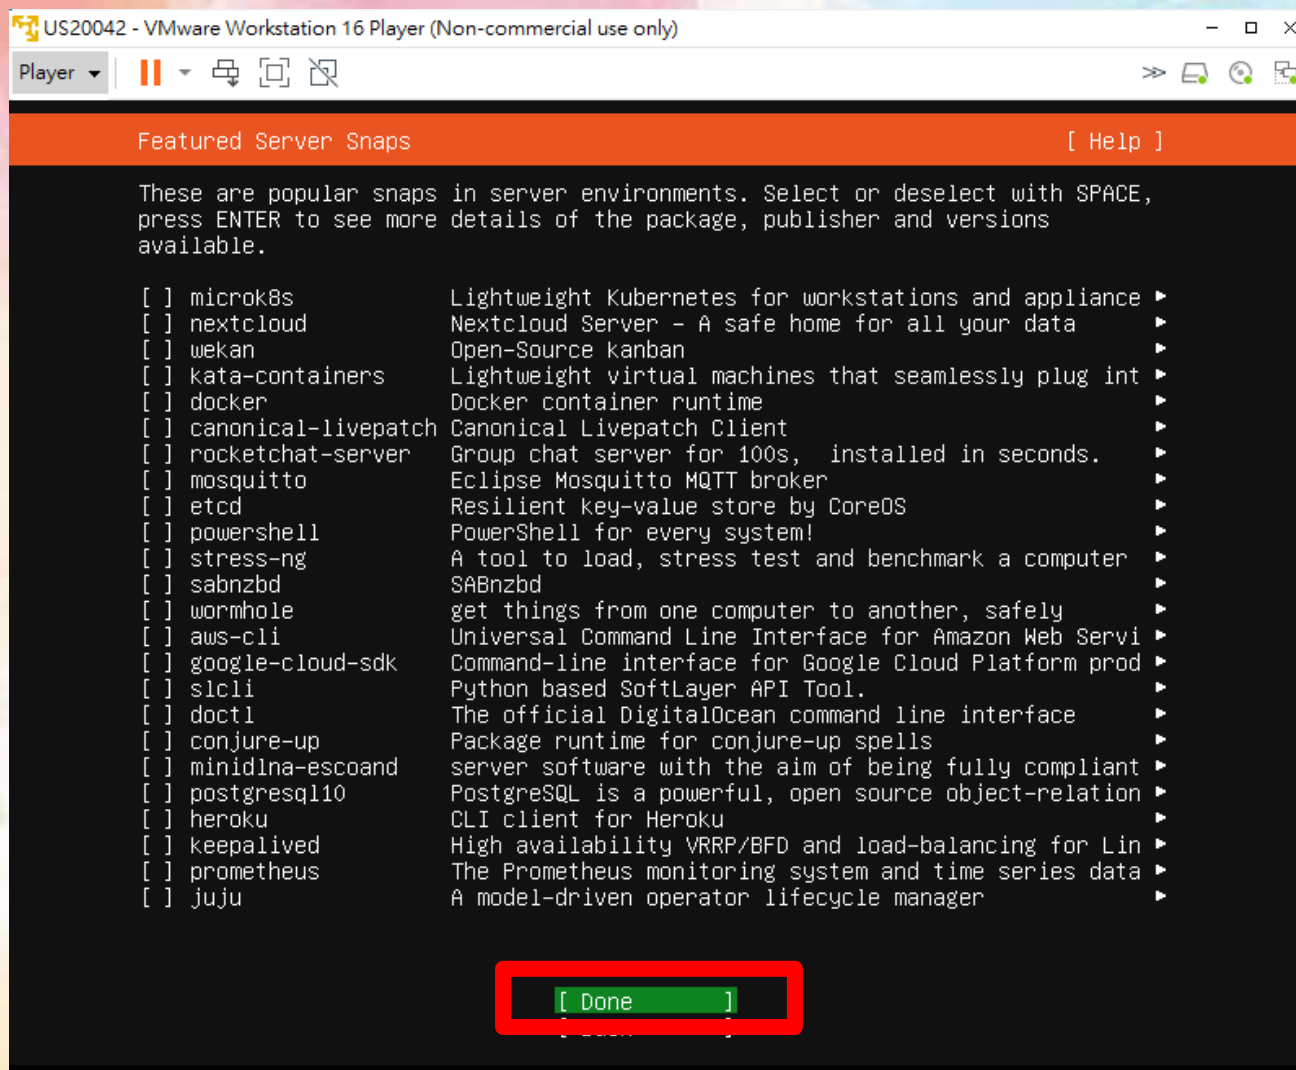 US20042 - VMware Workstation 16 Player (Non-commercial use only)
Player
Featured Server Snaps [ Help ]
These are popular snaps in server environments. Select or deselect with SPACE,
press ENTER to see more details of the package, publisher and versions
available.
[ ] microk8s Lightweight Kubernetes for workstations and appliance
[ ] nextcloud Nextcloud Server - A safe home for all your data
[ ] wekan Open-Source kanban
[ ] kata-containers Lightweight virtual machines that seamlessly plug int
[ ] docker Docker container runtime
[ ] canonical-livepatch Canonical Livepatch Client
[ ] rocketchat-server Group chat server for 100s, installed in seconds.
[ ] mosquitto Eclipse Mosquitto MQTT broker
[ ] etcd Resilient key-value store by CoreOS
[ ] powershell PowerShell for every system!
[ ] stress-ng A tool to load, stress test and benchmark a computer
[ ] sabnzbd SABnzbd
[ ] wormhole get things from one computer to another, safely
[ ] aws-cli Universal Command Line Interface for Amazon Web Servi
[ ] google-cloud-sdk Command-line interface for Google Cloud Platform prod
[ ] slcli Python based SoftLayer API Tool.
[ ] doctl The official DigitalOcean command line interface
[ ] conjure-up Package runtime for conjure-up spells
[ ] minidlna-escoand server software with the aim of being fully compliant
[ ] postgresql10 PostgreSQL is a powerful, open source object-relation
[ ] heroku CLI client for Heroku
[ ] keepalived High availability VRRP/BFD and load-balancing for Lin
[ ] prometheus The Prometheus monitoring system and time series data
[ ] juju A model-driven operator lifecycle manager
[ Done ]